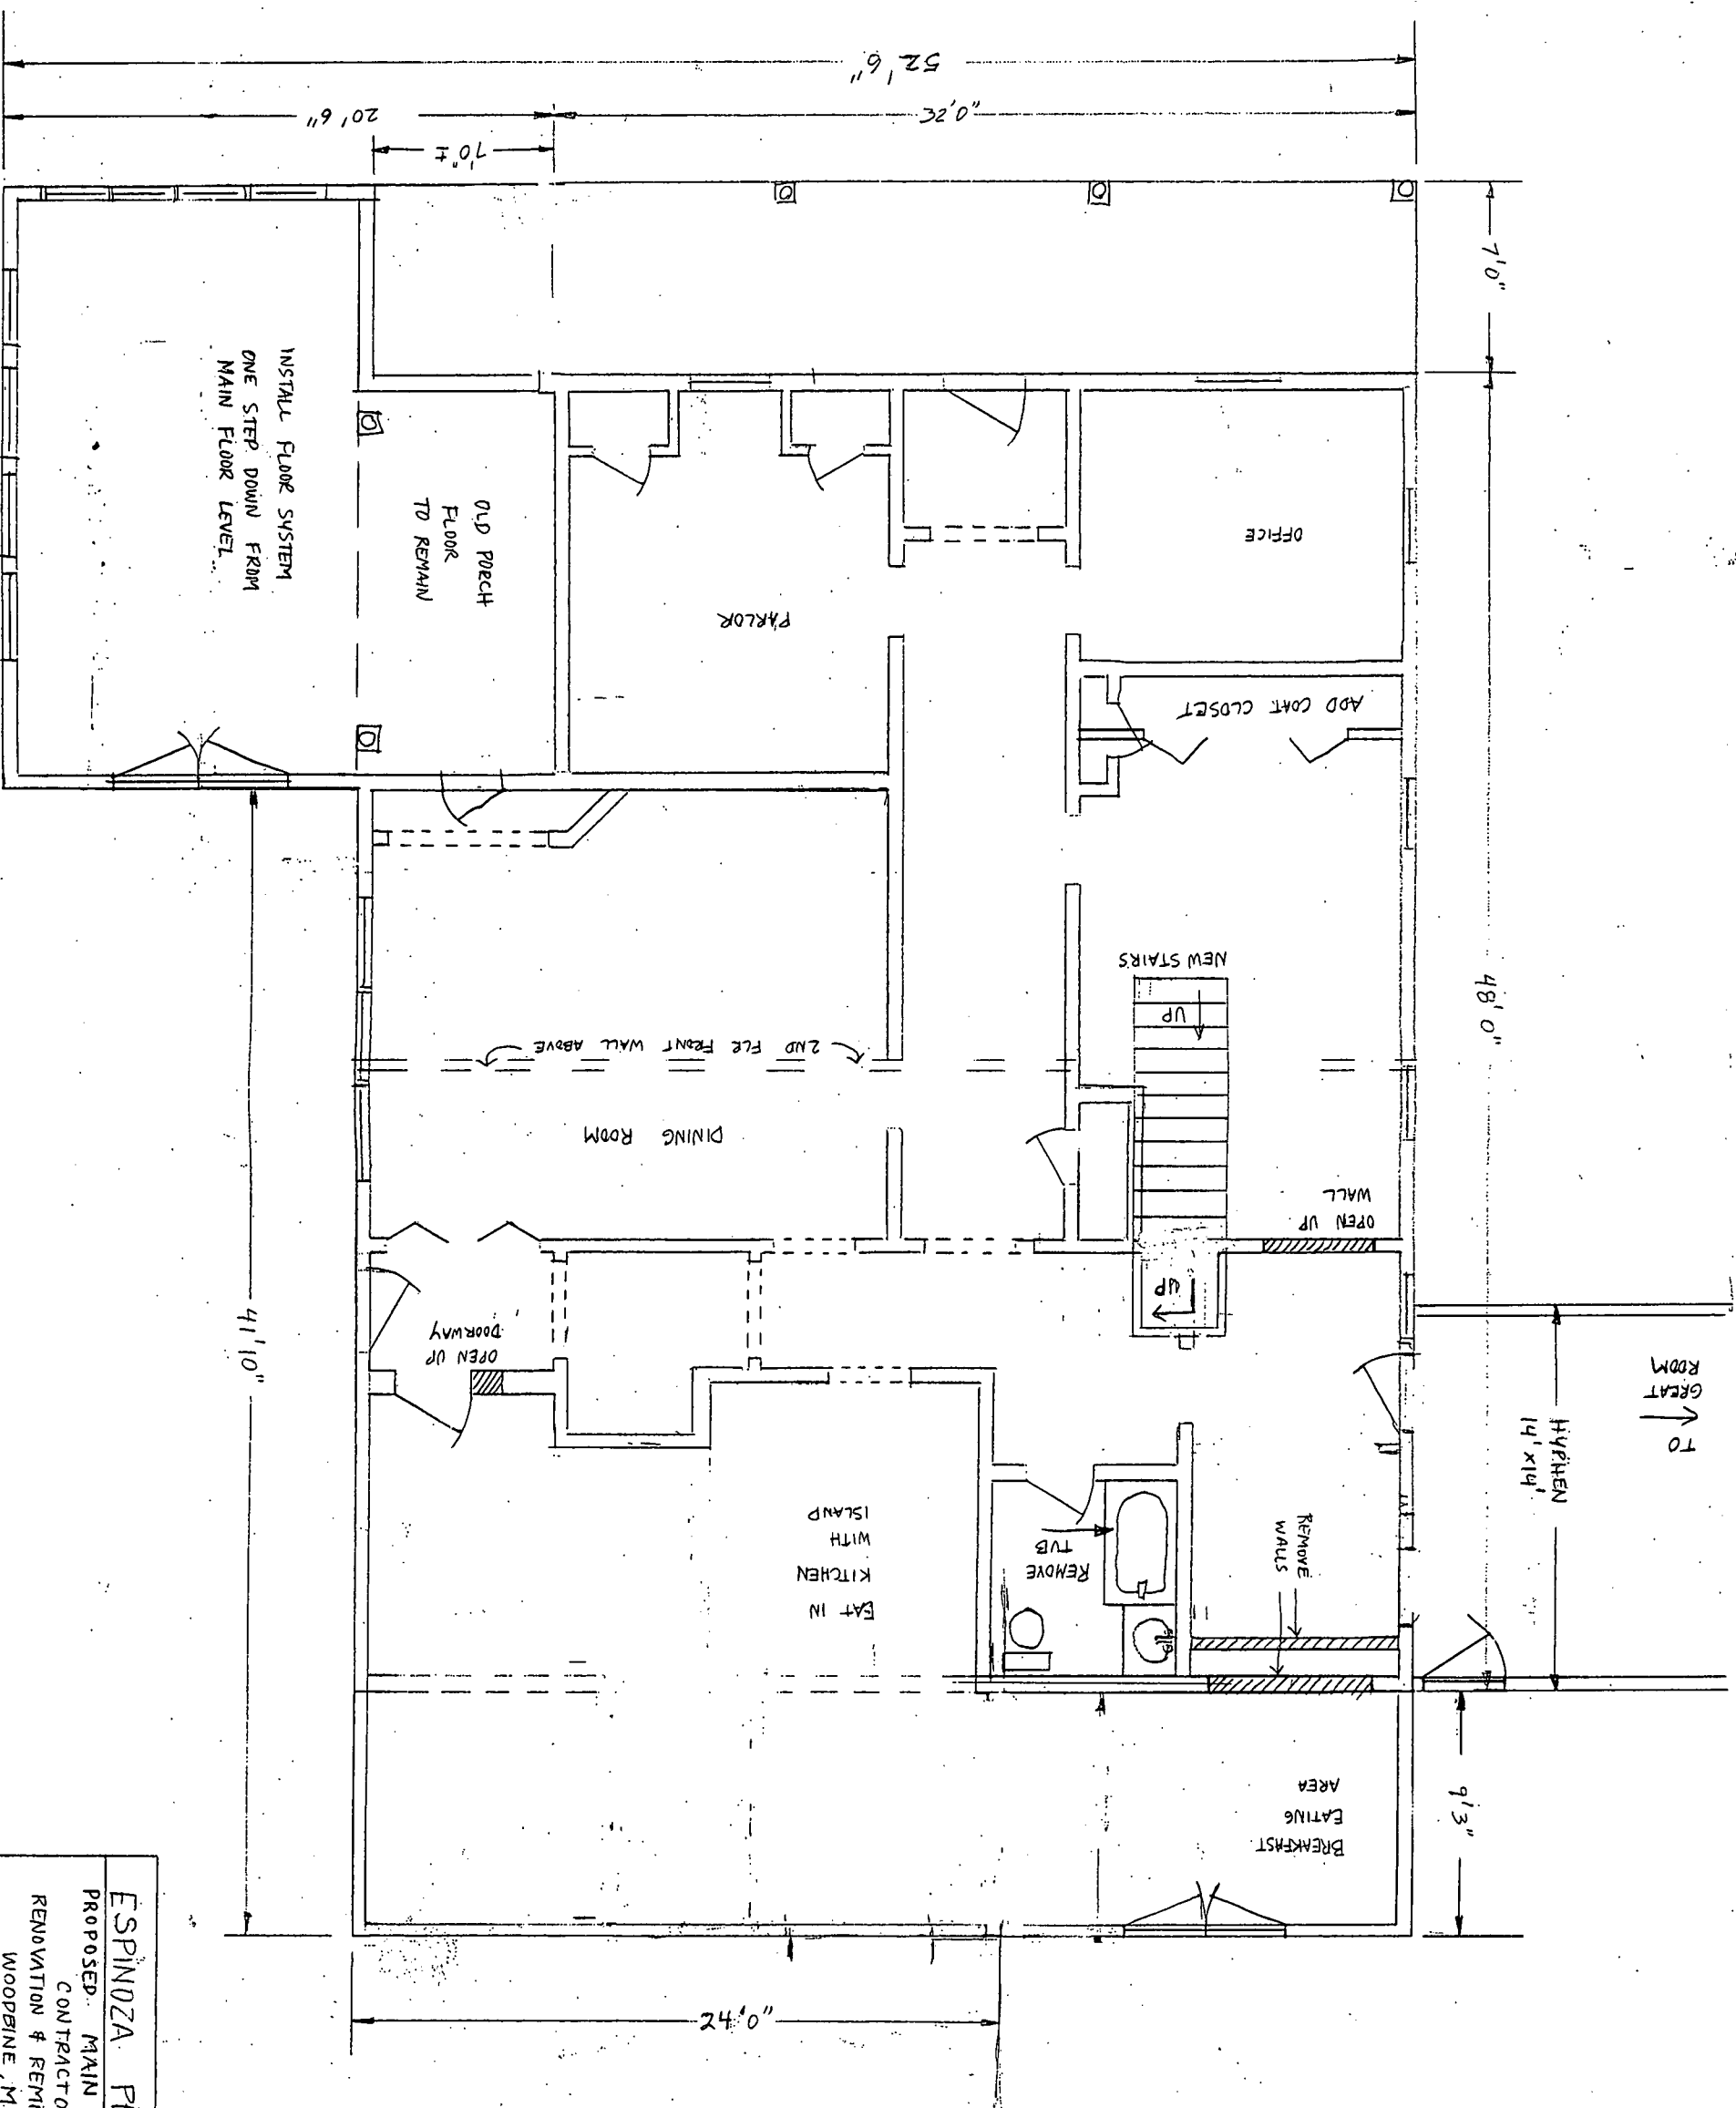 52'6"
20'6"
32'0"
7'0" ±
7'0"
INSTALL FLOOR SYSTEM
ONE STEP DOWN FROM
MAIN FLOOR LEVEL
OLD PORCH
FLOOR
TO REMAIN
PARLOR
OFFICE
ADD COAT CLOSET
NEW STAIRS
UP
2ND FLR FRONT WALL ABOVE
DINING ROOM
48'0"
OPEN UP
WALL
UP
OPEN UP
DOORWAY
41'10"
TO
GREAT
ROOM
HYPHEN
14'x14'
EAT IN
KITCHEN
WITH
ISLAND
REMOVE
TUB
REMOVE
WALLS
BREAKFAST
EATING
AREA
9'3"
24'0"
ESPINOZA
PROPOSED MAIN
RENOVATION &
WOODBINE, M